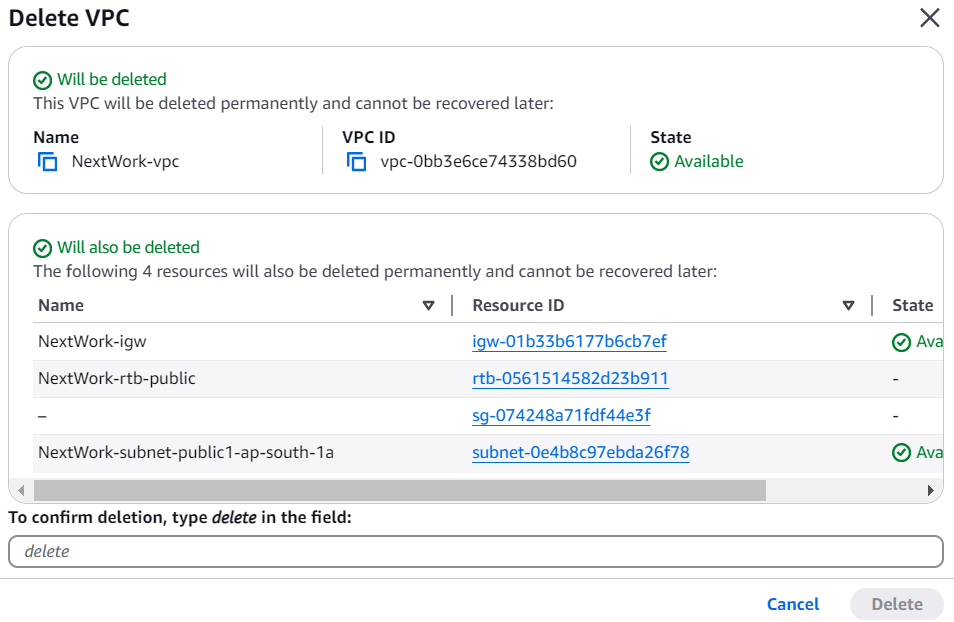 Delete VPC
Will be deleted
This VPC will be deleted permanently and cannot be recovered later:
Name VPC ID State
NextWork-vpc vpc-0bb3e6ce74338bd60 Available
Will also be deleted
The following 4 resources will also be deleted permanently and cannot be recovered later:
Name Resource ID State
NextWork-igw igw-01b33b6177b6cb7ef Ava
NextWork-rtb-public rtb-0561514582d23b911 -
– sg-074248a71fdf44e3f -
NextWork-subnet-public1-ap-south-1a subnet-0e4b8c97ebda26f78 Ava
To confirm deletion, type delete in the field:
delete
Cancel Delete